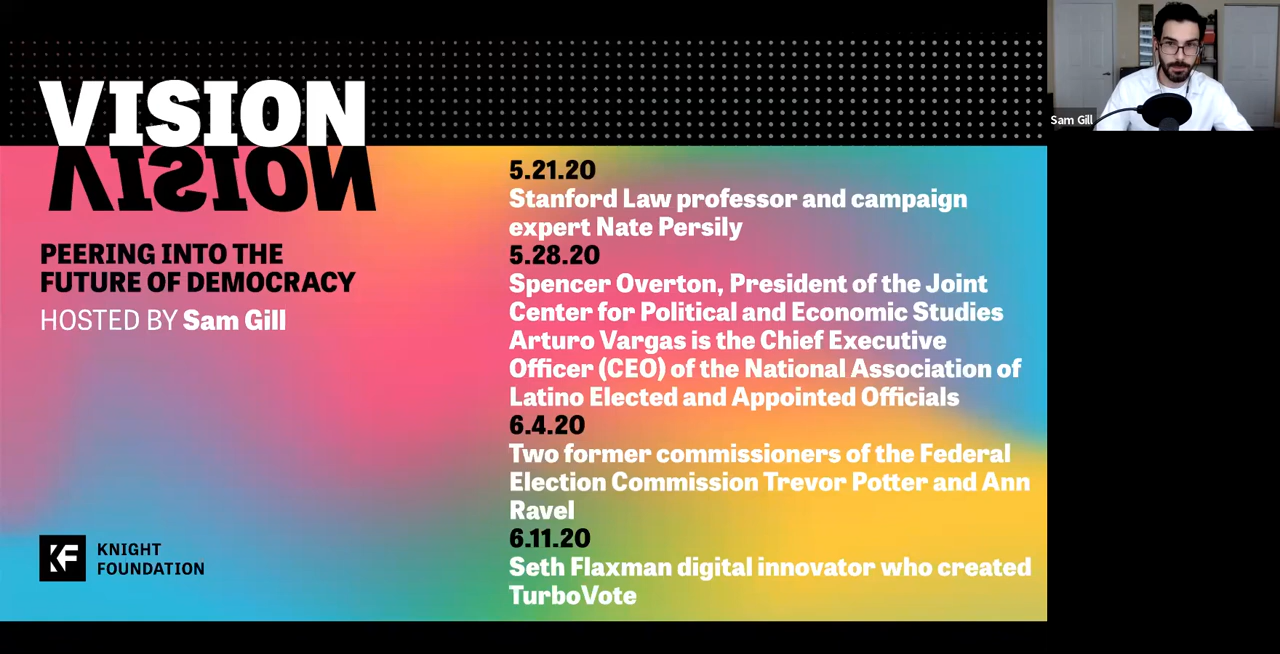 VISION
VISION
PEERING INTO THE
FUTURE OF DEMOCRACY
HOSTED BY Sam Gill
KF KNIGHT
FOUNDATION
5.21.20
Stanford Law professor and campaign
expert Nate Persily
5.28.20
Spencer Overton, President of the Joint
Center for Political and Economic Studies
Arturo Vargas is the Chief Executive
Officer (CEO) of the National Association of
Latino Elected and Appointed Officials
6.4.20
Two former commissioners of the Federal
Election Commission Trevor Potter and Ann
Ravel
6.11.20
Seth Flaxman digital innovator who created
TurboVote
Sam Gill